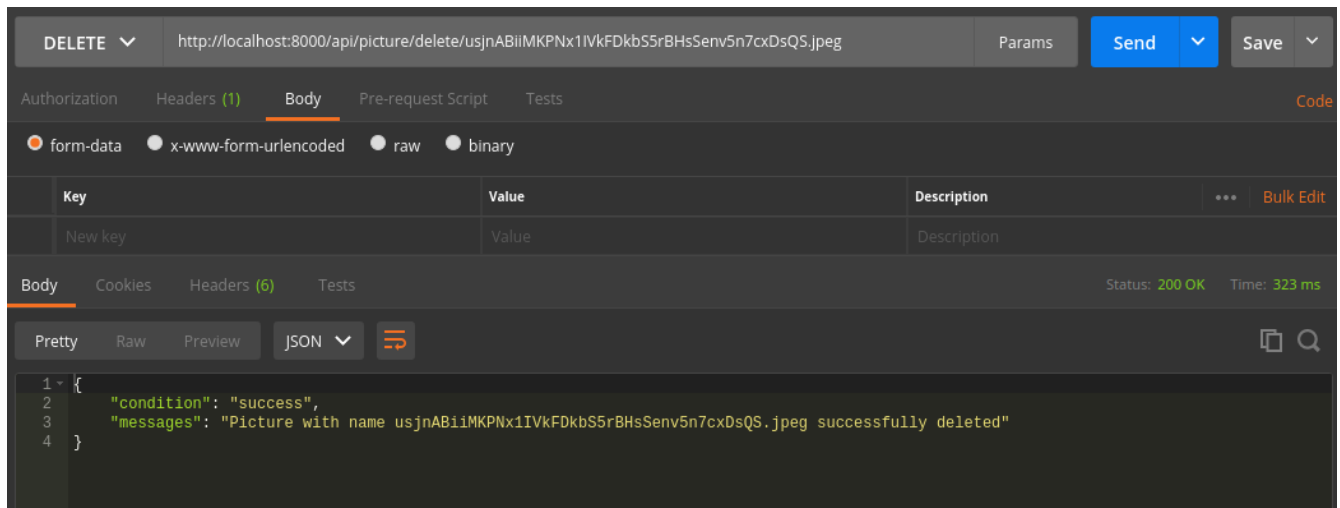 DELETE http://localhost:8000/api/picture/delete/usjnABiiMKPNx1IVkFDkbS5rBHsSenv5n7cxDsQS.jpeg Params Send Save
Authorization Headers (1) Body Pre-request Script Tests Code
form-data x-www-form-urlencoded raw binary
Key Value Description ••• Bulk Edit
New key Value Description
Body Cookies Headers (6) Tests Status: 200 OK Time: 323 ms
Pretty Raw Preview JSON
1 {
2 "condition": "success",
3 "messages": "Picture with name usjnABiiMKPNx1IVkFDkbS5rBHsSenv5n7cxDsQS.jpeg successfully deleted"
4 }